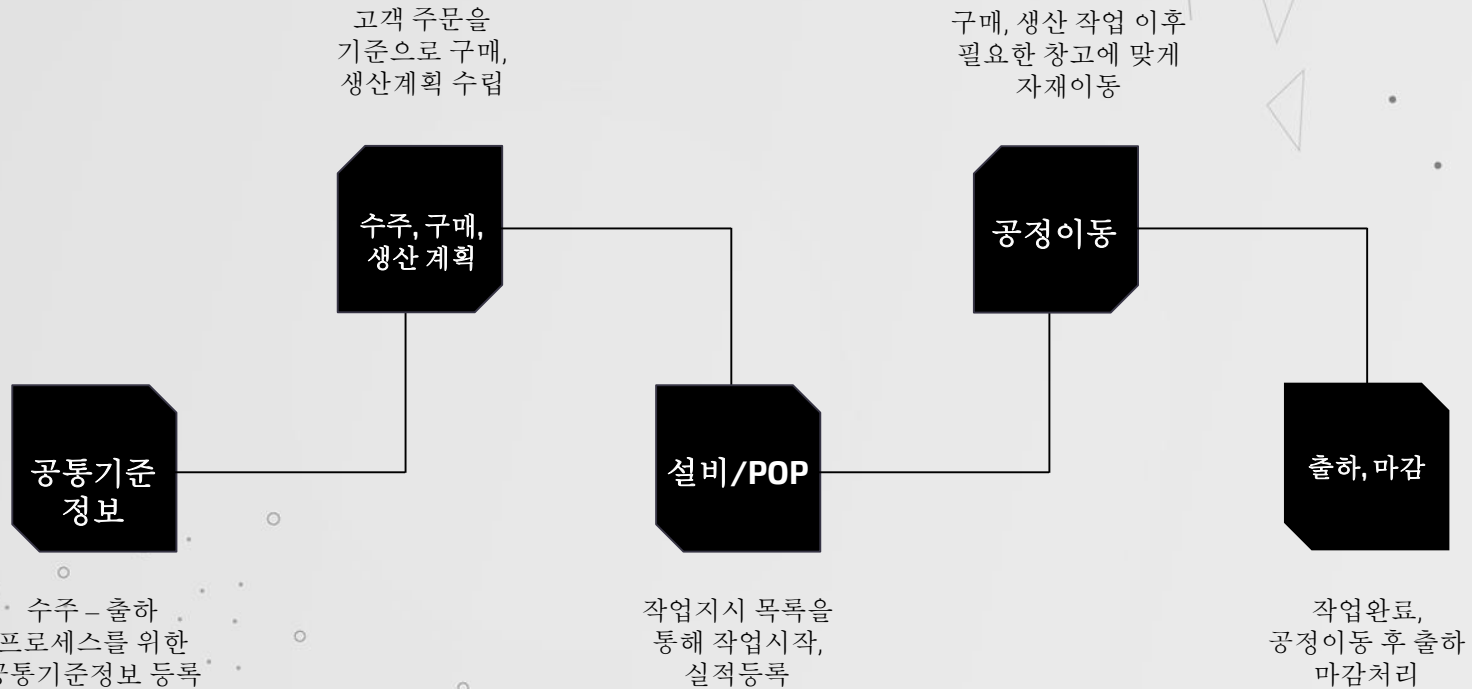 고객 주문을
기준으로 구매,
생산계획 수립
구매, 생산 작업 이후
필요한 창고에 맞게
자재이동
수주, 구매,
생산 계획
공정이동
공통기준
정보
설비/POP
출하, 마감
수주 – 출하
프로세스를 위한
공통기준정보 등록
작업지시 목록을
통해 작업시작,
실적등록
작업완료,
공정이동 후 출하
마감처리